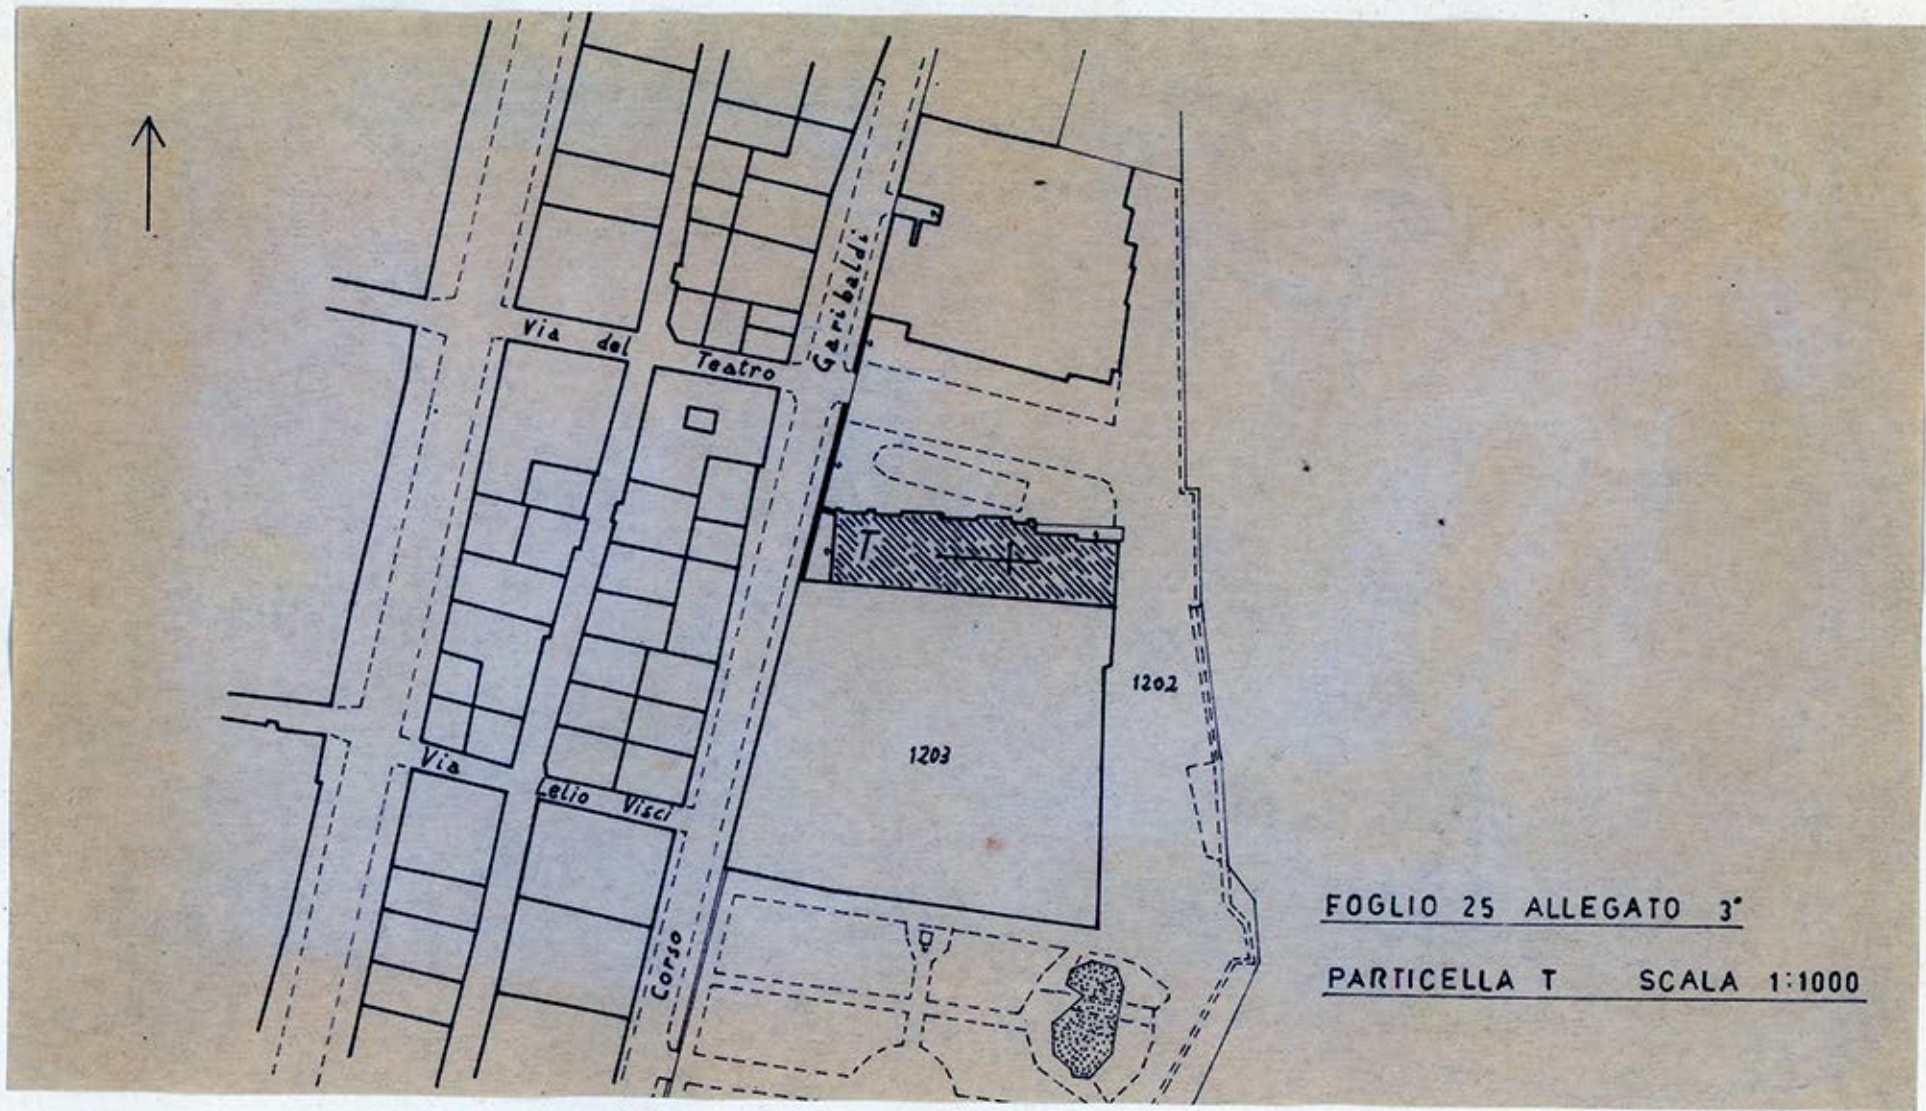 Via del Teatro
Garibaldi
T
1202
1203
Via Lelio Visci
Corso
FOGLIO 25 ALLEGATO 3°
PARTICELLA T SCALA 1:1000